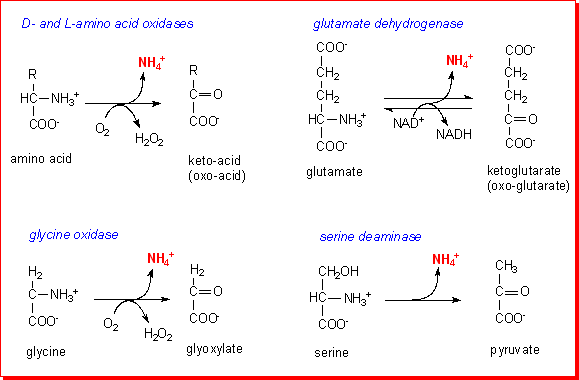 D- and L-amino acid oxidases
NH₄⁺
R
HC—NH₃⁺
COO⁻
O₂
H₂O₂
amino acid
R
C=O
COO⁻
keto-acid
(oxo-acid)
glutamate dehydrogenase
COO⁻
CH₂
CH₂
HC—NH₃⁺
COO⁻
glutamate
NH₄⁺
NAD⁺
NADH
COO⁻
CH₂
CH₂
C=O
COO⁻
ketoglutarate
(oxo-glutarate)
glycine oxidase
NH₄⁺
H₂
C—NH₃⁺
COO⁻
O₂
H₂O₂
glycine
H₂
C=O
COO⁻
glyoxylate
serine deaminase
CH₂OH
HC—NH₃⁺
COO⁻
serine
NH₄⁺
CH₃
C=O
COO⁻
pyruvate